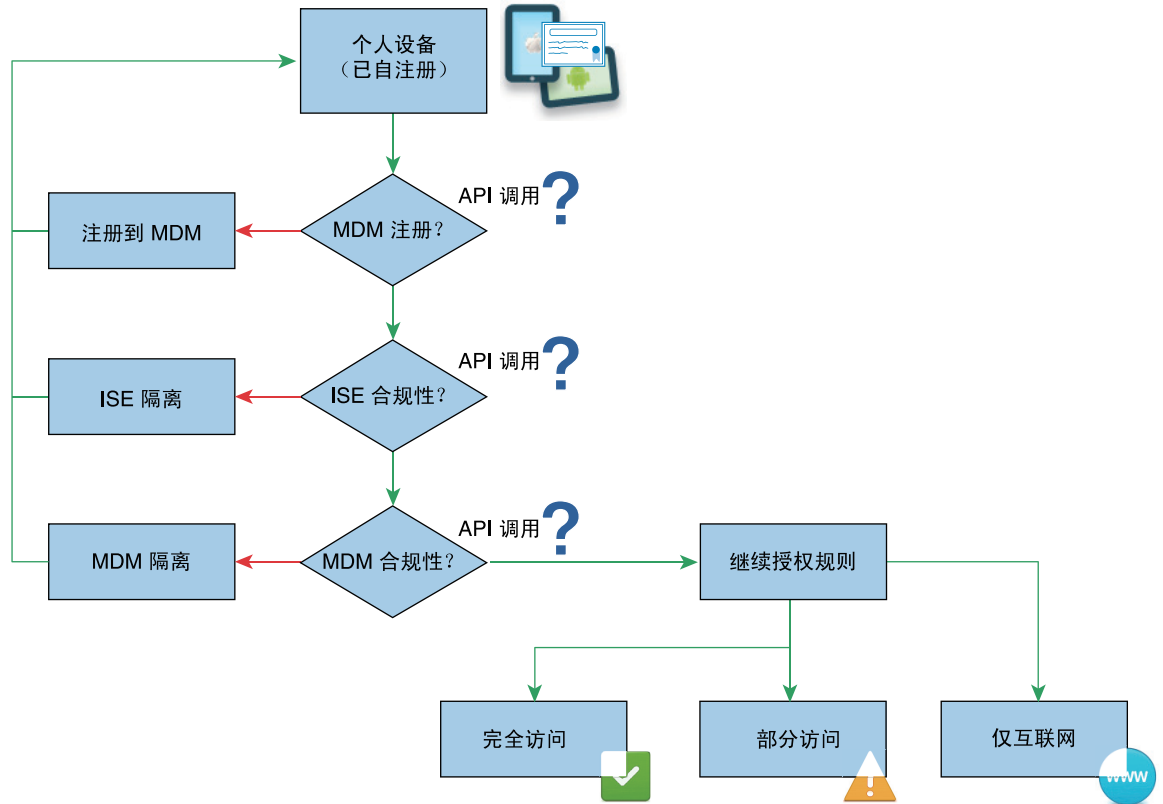 个人设备
（已自注册）
API 调用?
注册到 MDM
MDM 注册?
API 调用?
ISE 隔离
ISE 合规性?
API 调用?
MDM 隔离
MDM 合规性?
继续授权规则
完全访问
部分访问
仅互联网
!
www